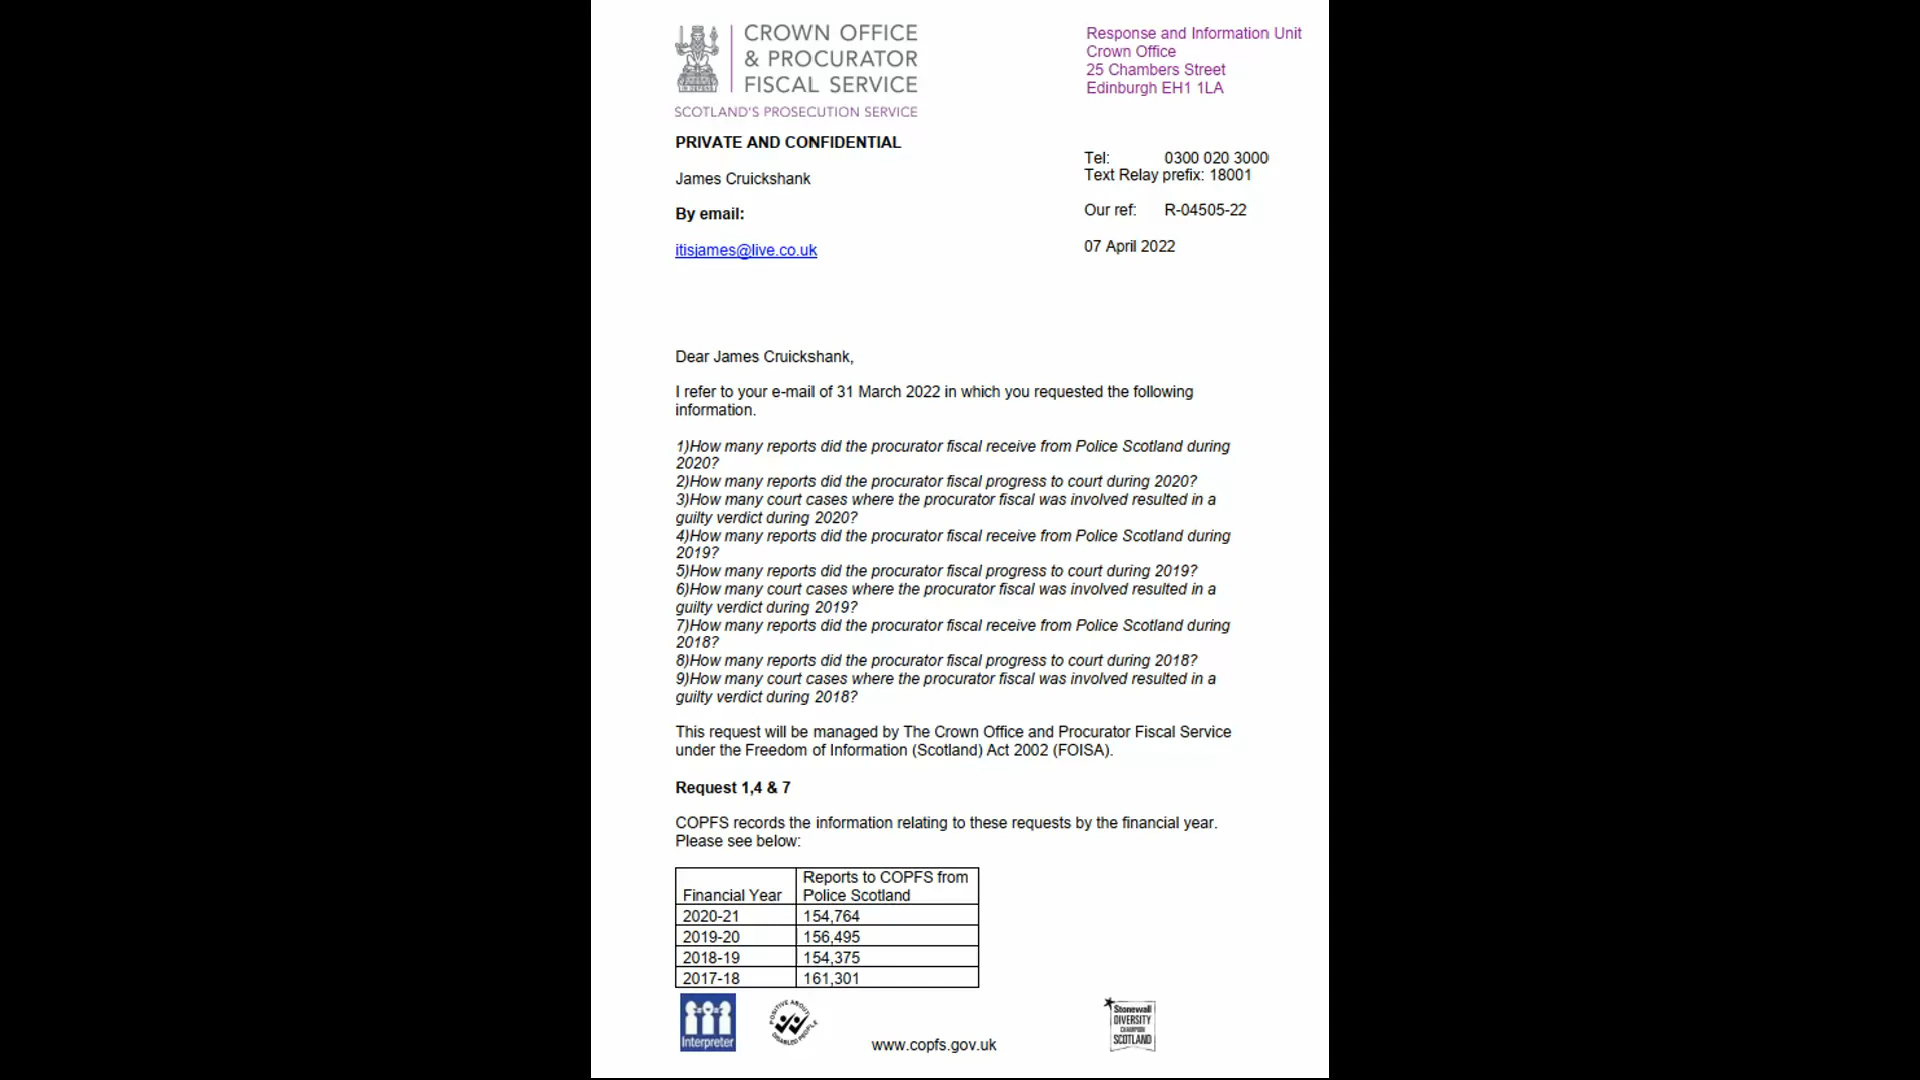 CROWN OFFICE
& PROCURATOR
FISCAL SERVICE
SCOTLAND'S PROSECUTION SERVICE
Response and Information Unit
Crown Office
25 Chambers Street
Edinburgh EH1 1LA
PRIVATE AND CONFIDENTIAL
James Cruickshank
By email:
itisjames@live.co.uk
Tel: 0300 020 3000
Text Relay prefix: 18001
Our ref: R-04505-22
07 April 2022
Dear James Cruickshank,
I refer to your e-mail of 31 March 2022 in which you requested the following
information.
1)How many reports did the procurator fiscal receive from Police Scotland during
2020?
2)How many reports did the procurator fiscal progress to court during 2020?
3)How many court cases where the procurator fiscal was involved resulted in a
guilty verdict during 2020?
4)How many reports did the procurator fiscal receive from Police Scotland during
2019?
5)How many reports did the procurator fiscal progress to court during 2019?
6)How many court cases where the procurator fiscal was involved resulted in a
guilty verdict during 2019?
7)How many reports did the procurator fiscal receive from Police Scotland during
2018?
8)How many reports did the procurator fiscal progress to court during 2018?
9)How many court cases where the procurator fiscal was involved resulted in a
guilty verdict during 2018?
This request will be managed by The Crown Office and Procurator Fiscal Service
under the Freedom of Information (Scotland) Act 2002 (FOISA).
Request 1,4 & 7
COPFS records the information relating to these requests by the financial year.
Please see below:
Financial Year Reports to COPFS from
Police Scotland
2020-21 154,764
2019-20 156,495
2018-19 154,375
2017-18 161,301
Interpreter
POSITIVE ABOUT
DISABLED PEOPLE
www.copfs.gov.uk
Stonewall
DIVERSITY
CHAMPION
SCOTLAND